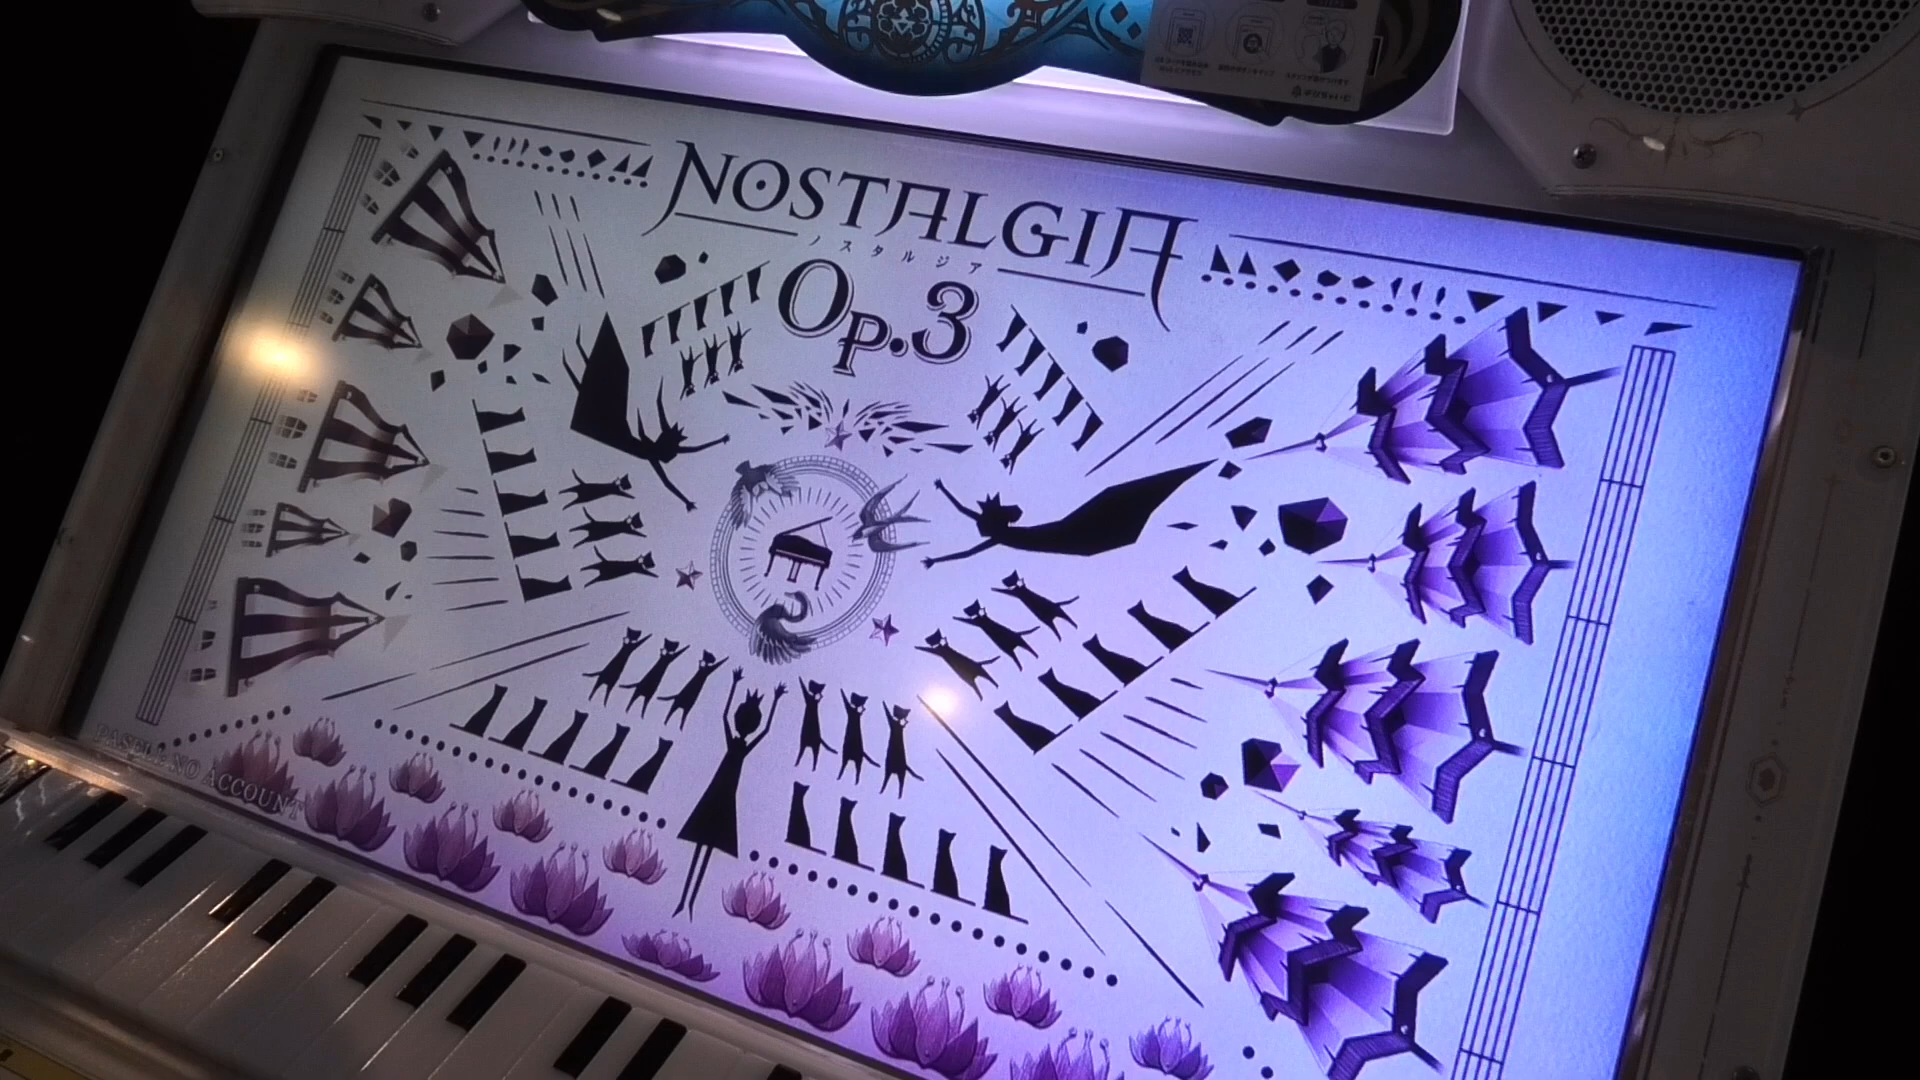 NOSTALGIA
ノスタルジア
Op.3
PASELI: NO ACCOUNT